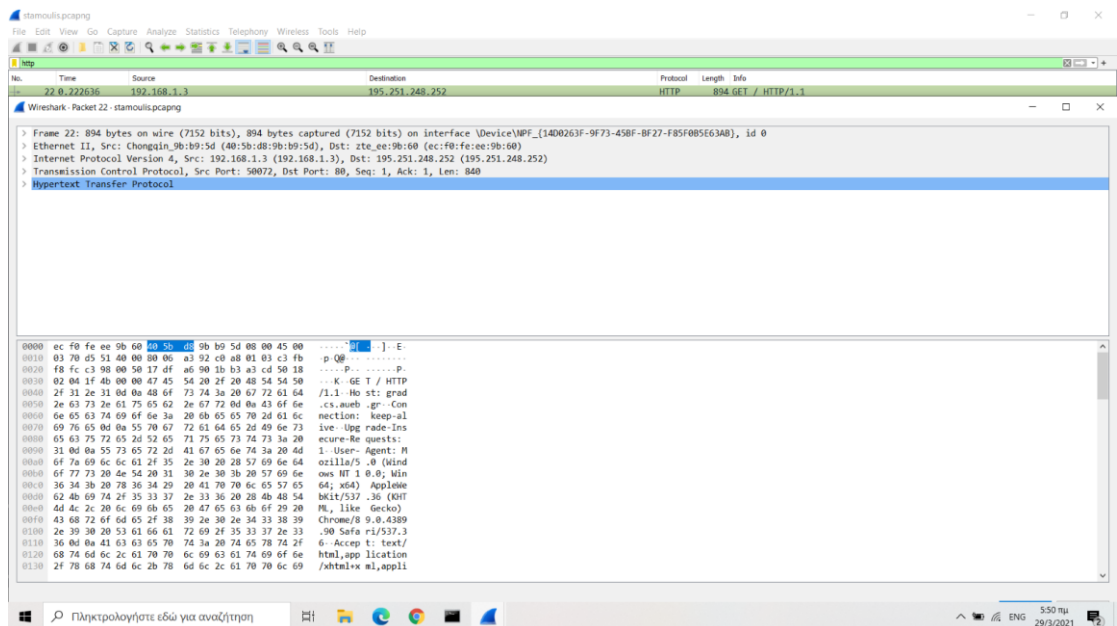 stamoulis.pcapng
File Edit View Go Capture Analyze Statistics Telephony Wireless Tools Help
http
No. Time Source Destination Protocol Length Info
22 0.222636 192.168.1.3 195.251.248.252 HTTP 894 GET / HTTP/1.1
Wireshark · Packet 22 · stamoulis.pcapng
> Frame 22: 894 bytes on wire (7152 bits), 894 bytes captured (7152 bits) on interface \Device\NPF_{14D0263F-9F73-45BF-BF27-F85F0B5E63AB}, id 0
> Ethernet II, Src: Chongqin_9b:b9:5d (40:5b:d8:9b:b9:5d), Dst: zte_ee:9b:60 (ec:f0:fe:ee:9b:60)
> Internet Protocol Version 4, Src: 192.168.1.3 (192.168.1.3), Dst: 195.251.248.252 (195.251.248.252)
> Transmission Control Protocol, Src Port: 50072, Dst Port: 80, Seq: 1, Ack: 1, Len: 840
> Hypertext Transfer Protocol
0000 ec f0 fe ee 9b 60 40 5b d8 9b b9 5d 08 00 45 00 ·····`@[ ···]··E·
0010 03 70 d5 51 40 00 80 06 a3 92 c0 a8 01 03 c3 fb ·p·Q@··· ········
0020 f8 fc c3 98 00 50 17 df a6 90 1b b3 a3 cd 50 18 ·····P·· ······P·
0030 02 04 1f 4b 00 00 47 45 54 20 2f 20 48 54 54 50 ···K··GE T / HTTP
0040 2f 31 2e 31 0d 0a 48 6f 73 74 3a 20 67 72 61 64 /1.1··Ho st: grad
0050 2e 63 73 2e 61 75 65 62 2e 67 72 0d 0a 43 6f 6e .cs.aueb .gr··Con
0060 6e 65 63 74 69 6f 6e 3a 20 6b 65 65 70 2d 61 6c nection: keep-al
0070 69 76 65 0d 0a 55 70 67 72 61 64 65 2d 49 6e 73 ive··Upg rade-Ins
0080 65 63 75 72 65 2d 52 65 71 75 65 73 74 73 3a 20 ecure-Re quests:
0090 31 0d 0a 55 73 65 72 2d 41 67 65 6e 74 3a 20 4d 1··User- Agent: M
00a0 6f 7a 69 6c 6c 61 2f 35 2e 30 20 28 57 69 6e 64 ozilla/5 .0 (Wind
00b0 6f 77 73 20 4e 54 20 31 30 2e 30 3b 20 57 69 6e ows NT 1 0.0; Win
00c0 36 34 3b 20 78 36 34 29 20 41 70 70 6c 65 57 65 64; x64) AppleWe
00d0 62 4b 69 74 2f 35 33 37 2e 33 36 20 28 4b 48 54 bKit/537 .36 (KHT
00e0 4d 4c 2c 20 6c 69 6b 65 20 47 65 63 6b 6f 29 20 ML, like Gecko)
00f0 43 68 72 6f 6d 65 2f 38 39 2e 30 2e 34 33 38 39 Chrome/8 9.0.4389
0100 2e 39 30 20 53 61 66 61 72 69 2f 35 33 37 2e 33 .90 Safa ri/537.3
0110 36 0d 0a 41 63 63 65 70 74 3a 20 74 65 78 74 2f 6··Accep t: text/
0120 68 74 6d 6c 2c 61 70 70 6c 69 63 61 74 69 6f 6e html,app lication
0130 2f 78 68 74 6d 6c 2b 78 6d 6c 2c 61 70 70 6c 69 /xhtml+x ml,appli
Πληκτρολογήστε εδώ για αναζήτηση ENG 5:50 πμ
29/3/2021 2